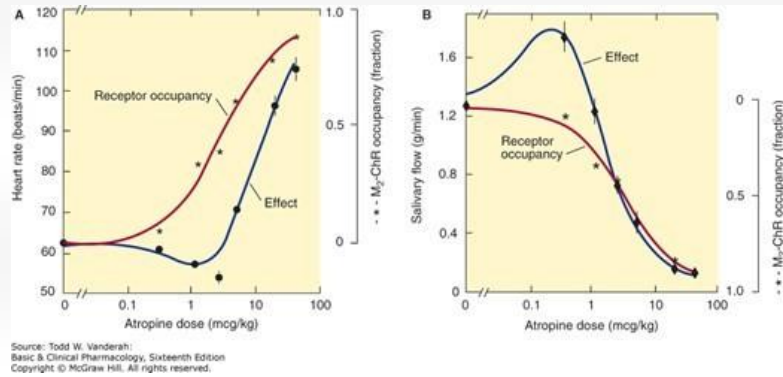 A
120
110
100
90
80
70
60
50
Heart rate (beats/min)
Receptor occupancy
Effect
1.0
0.5
0
- * - M2-ChR occupancy (fraction)
0
0.1
1
10
100
Atropine dose (mcg/kg)
B
1.6
1.2
0.8
0.4
0
Salivary flow (g/min)
Effect
Receptor
occupancy
0
0.5
1.0
occupancy (fraction)
0
0.1
1
10
100
Atropine dose (mcg/kg)
Source: Todd W. Vanderah:
Basis & Clinical Pharmacology, Sixteenth Edition
Copyright © McGraw Hill. All rights reserved.